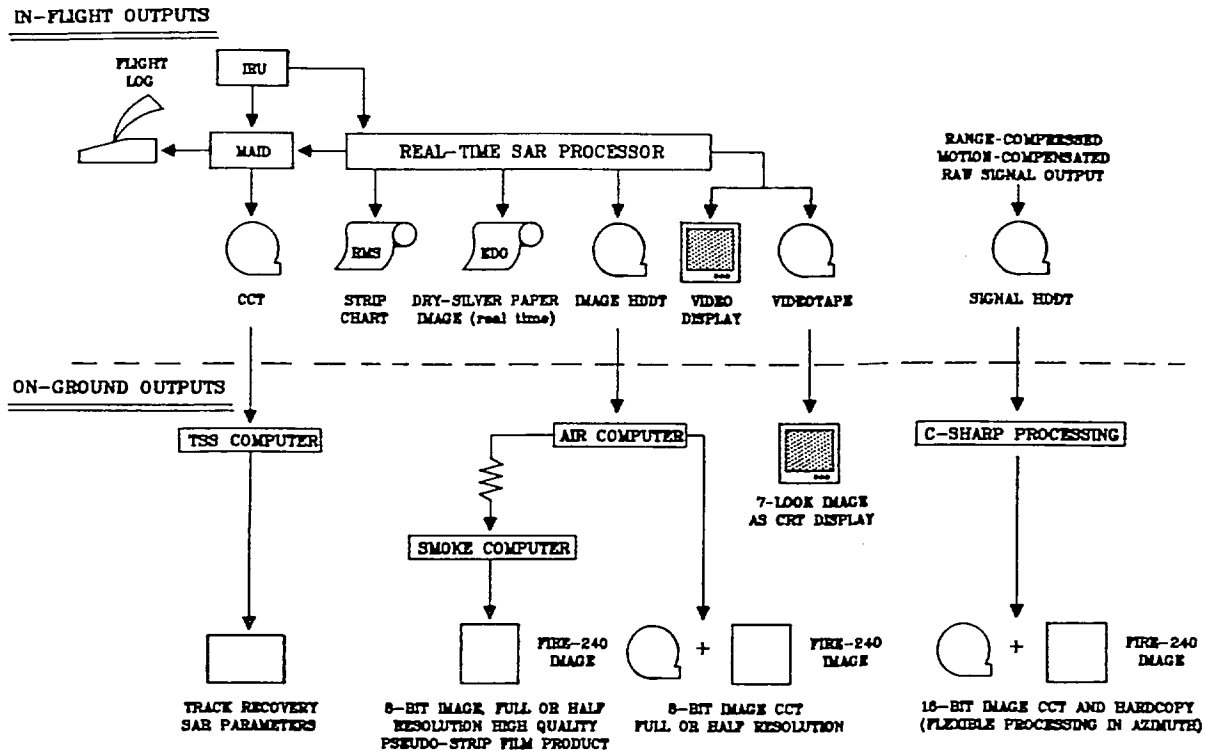 IN-FLIGHT OUTPUTS
FLIGHT
LOG
IRU
MAID
REAL-TIME SAR PROCESSOR
RANGE-COMPRESSED
MOTION-COMPENSATED
RAW SIGNAL OUTPUT
RMS
EDO
CCT
STRIP
CHART
DRY-SILVER PAPER
IMAGE (real time)
IMAGE HDDT
VIDEO
DISPLAY
VIDEOTAPE
SIGNAL HDDT
ON-GROUND OUTPUTS
TSS COMPUTER
AIR COMPUTER
C-SHARP PROCESSING
7-LOOK IMAGE
AS CRT DISPLAY
SMOKE COMPUTER
FIRE-240
IMAGE
+
FIRE-240
IMAGE
+
FIRE-240
IMAGE
TRACK RECOVERY
SAR PARAMETERS
8-BIT IMAGE, FULL OR HALF
RESOLUTION HIGH QUALITY
PSEUDO-STRIP FILM PRODUCT
8-BIT IMAGE CCT
FULL OR HALF RESOLUTION
16-BIT IMAGE CCT AND HARDCOPY
(FLEXIBLE PROCESSING IN AZIMUTH)